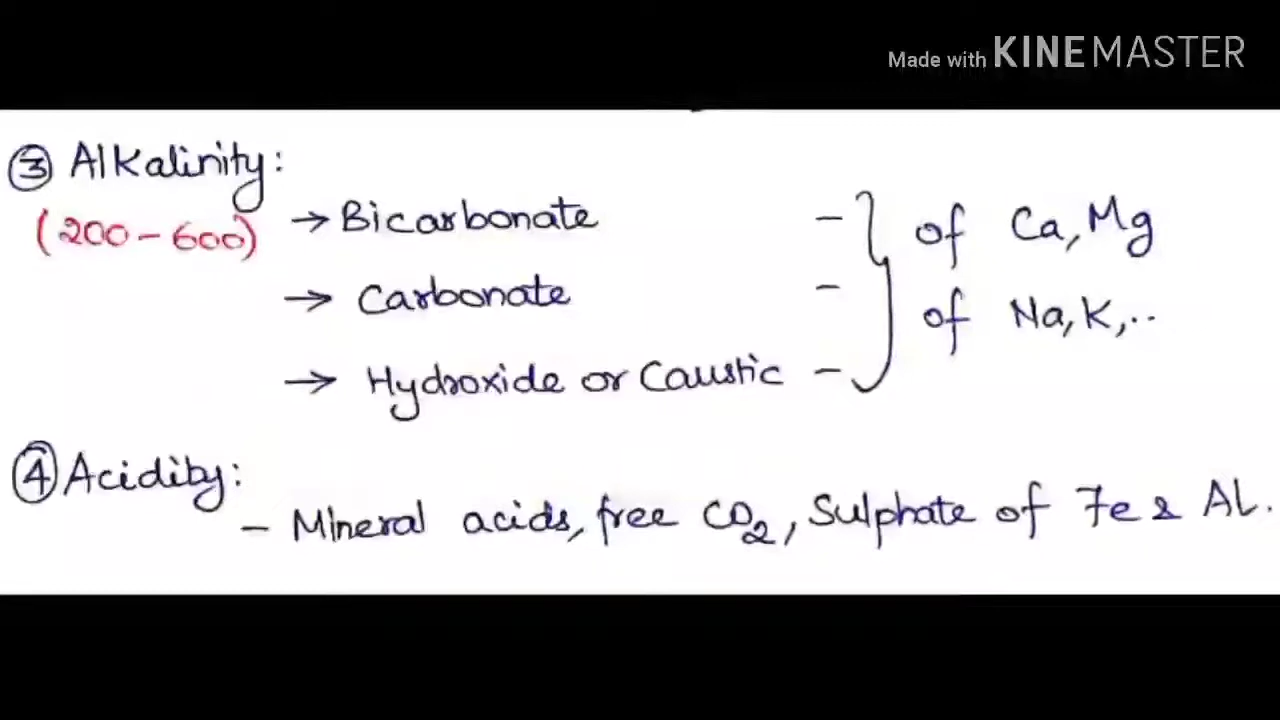 Made with KINEMASTER
③ Alkalinity:
(200-600) → Bicarbonate - } of Ca, Mg
→ Carbonate - of Na, K, ..
→ Hydroxide or Caustic -
④ Acidity:
- Mineral acids, free CO2, Sulphate of Fe & Al.